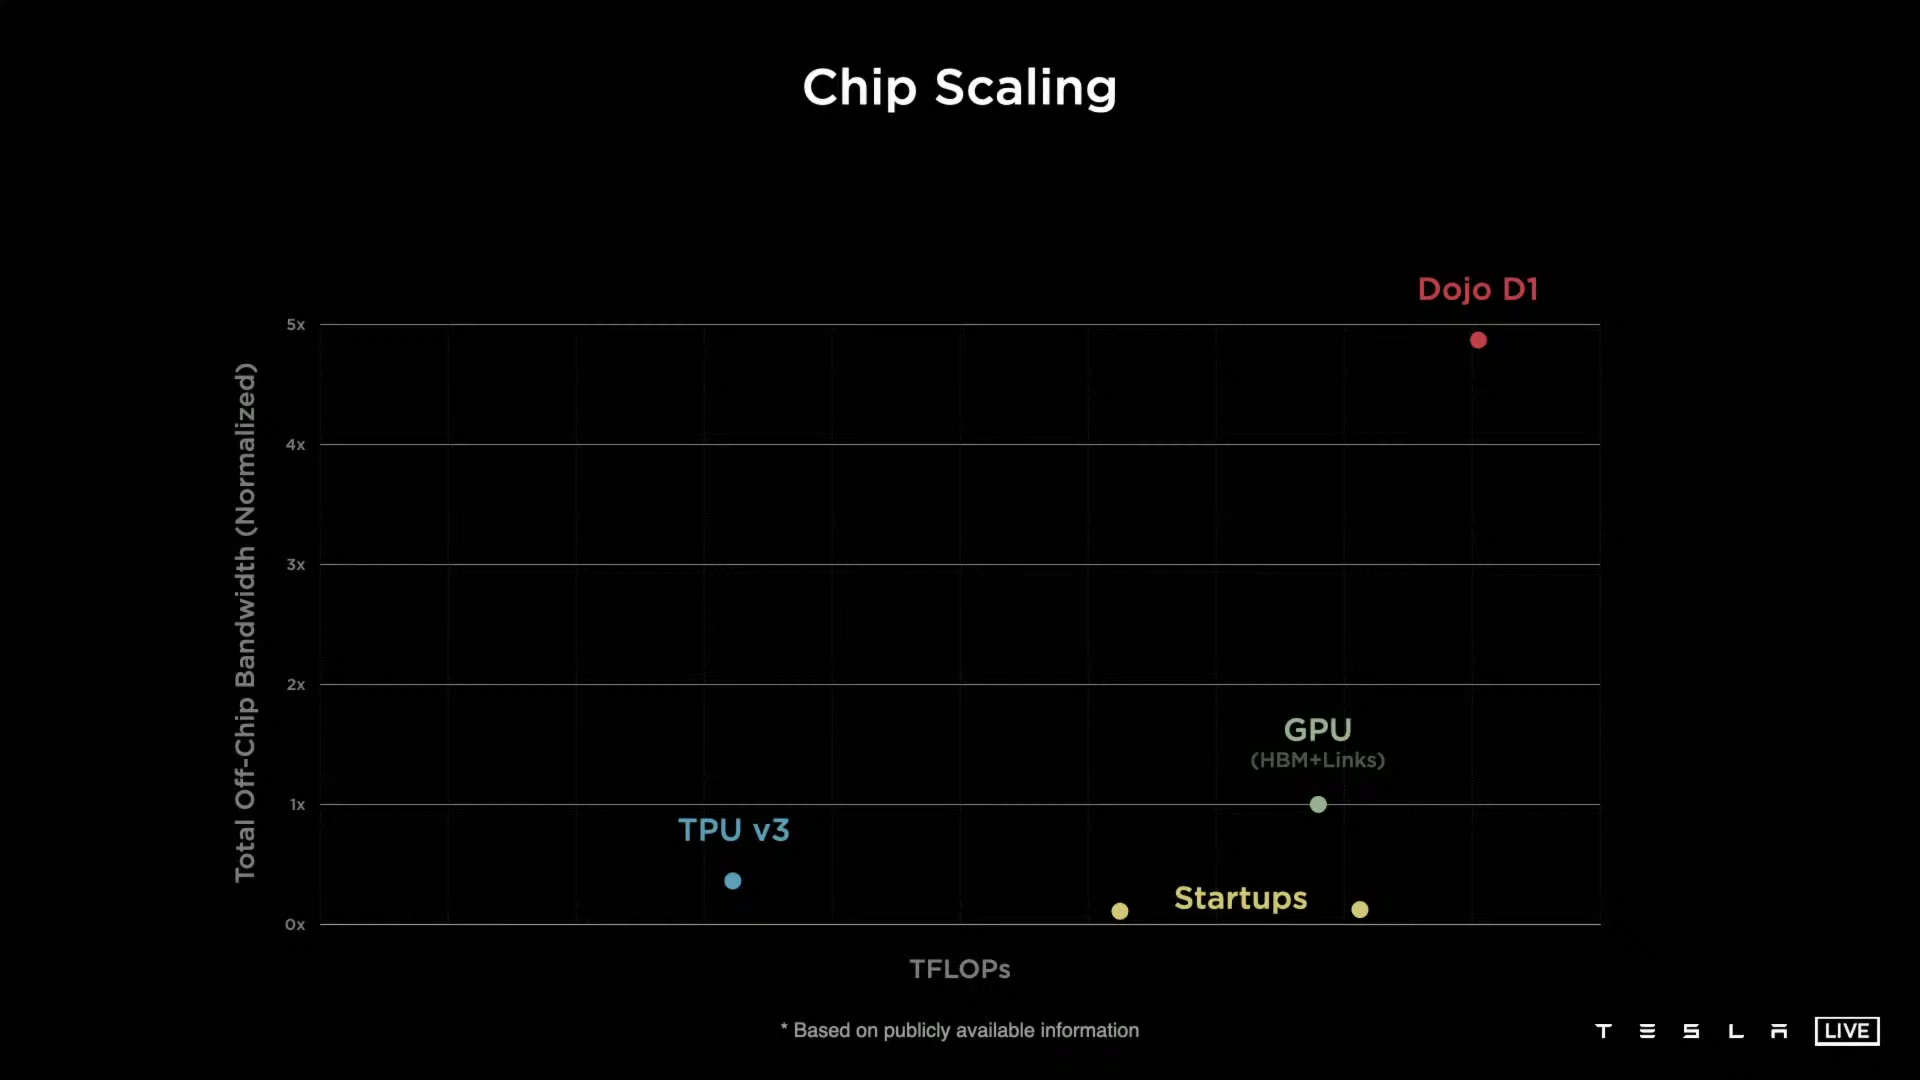 Chip Scaling
Dojo D1
5x
4x
3x
2x
1x
0x
Total Off-Chip Bandwidth (Normalized)
GPU
(HBM+Links)
TPU v3
Startups
TFLOPs
* Based on publicly available information
TESLA LIVE